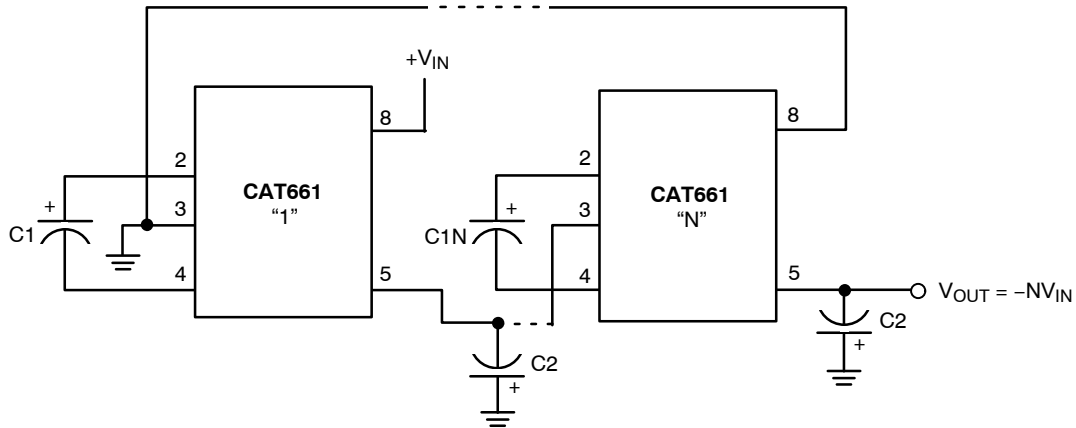 +V_IN
8
8
2
CAT661
"1"
2
CAT661
"N"
+
C1
3
+
C1N
3
4
5
4
5
V_OUT = −NV_IN
C2
+
C2
+